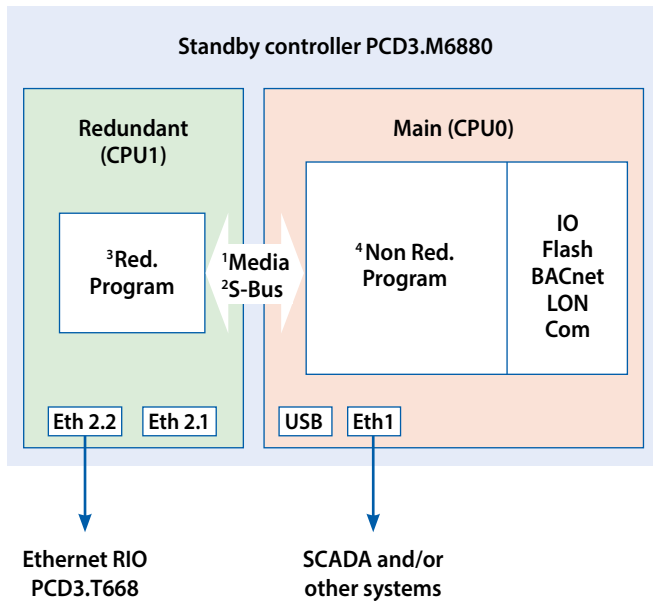 Standby controller PCD3.M6880
Redundant
(CPU1)
Main (CPU0)
³Red.
Program
¹Media
²S-Bus
⁴Non Red.
Program
IO
Flash
BACnet
LON
Com
Eth 2.2
Eth 2.1
USB
Eth1
Ethernet RIO
PCD3.T668
SCADA and/or
other systems